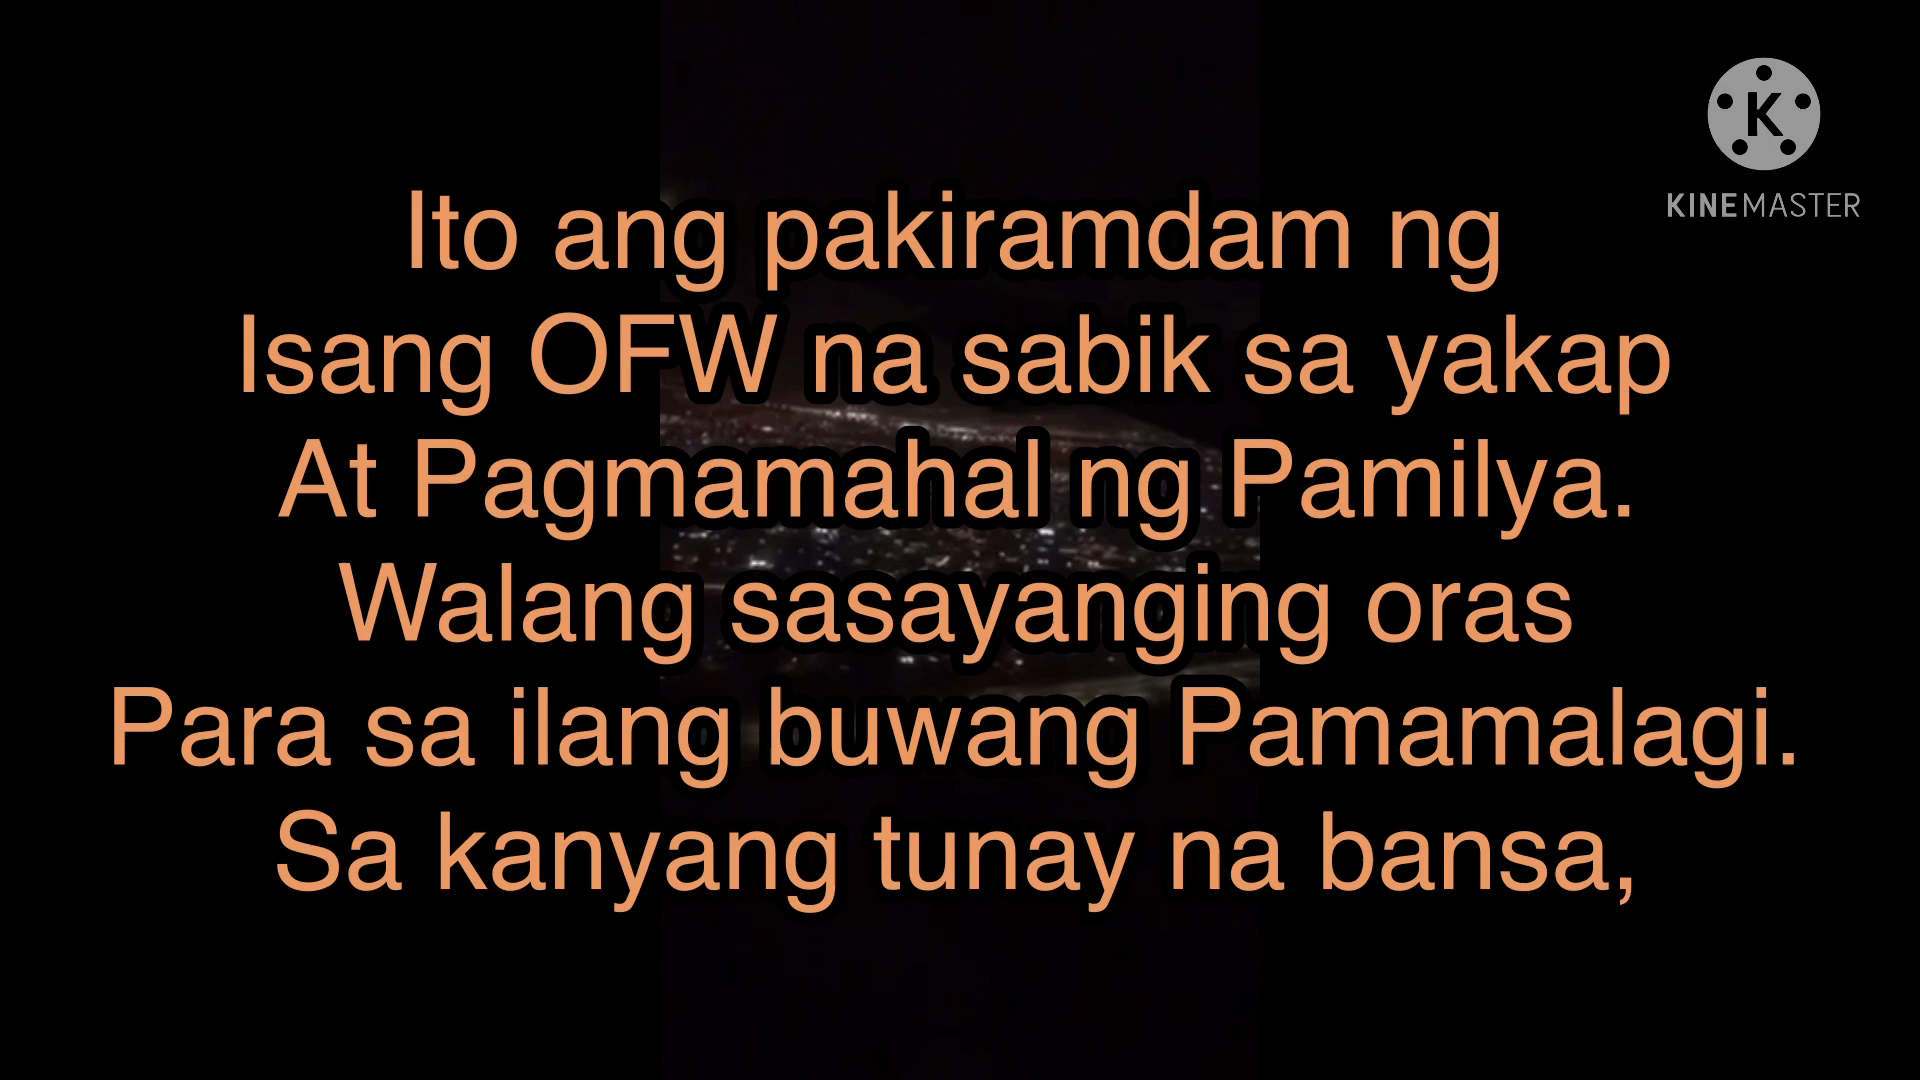 K
KINEMASTER
Ito ang pakiramdam ng
Isang OFW na sabik sa yakap
At Pagmamahal ng Pamilya.
Walang sasayanging oras
Para sa ilang buwang Pamamalagi.
Sa kanyang tunay na bansa,